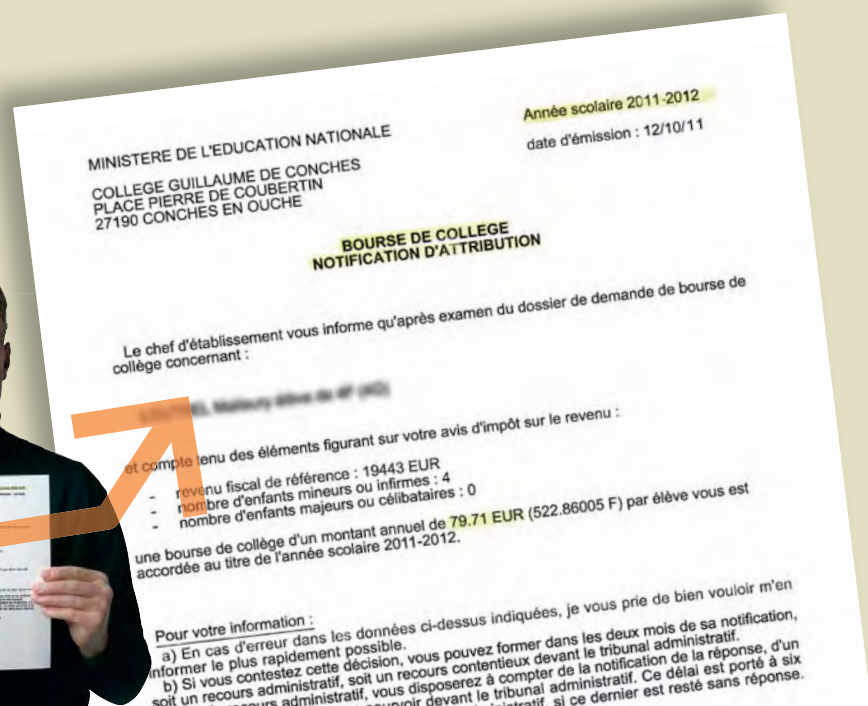 Année scolaire 2011-2012
date d'émission : 12/10/11
MINISTERE DE L'EDUCATION NATIONALE
COLLEGE GUILLAUME DE CONCHES
PLACE PIERRE DE COUBERTIN
27190 CONCHES EN OUCHE
BOURSE DE COLLEGE
NOTIFICATION D'ATTRIBUTION
Le chef d'établissement vous informe qu'après examen du dossier de demande de bourse de
collège concernant :
et compte tenu des éléments figurant sur votre avis d'impôt sur le revenu :
- revenu fiscal de référence : 19443 EUR
- nombre d'enfants mineurs ou infirmes : 4
- nombre d'enfants majeurs ou célibataires : 0
une bourse de collège d'un montant annuel de 79.71 EUR (522.86005 F) par élève vous est
accordée au titre de l'année scolaire 2011-2012.
Pour votre information :
a) En cas d'erreur dans les données ci-dessus indiquées, je vous prie de bien vouloir m'en
informer le plus rapidement possible.
b) Si vous contestez cette décision, vous pouvez former dans les deux mois de sa notification,
soit un recours administratif, soit un recours contentieux devant le tribunal administratif.
recours administratif, vous disposerez à compter de la notification de la réponse, d'un
pourvoir devant le tribunal administratif. Ce délai est porté à six
si ce dernier est resté sans réponse.